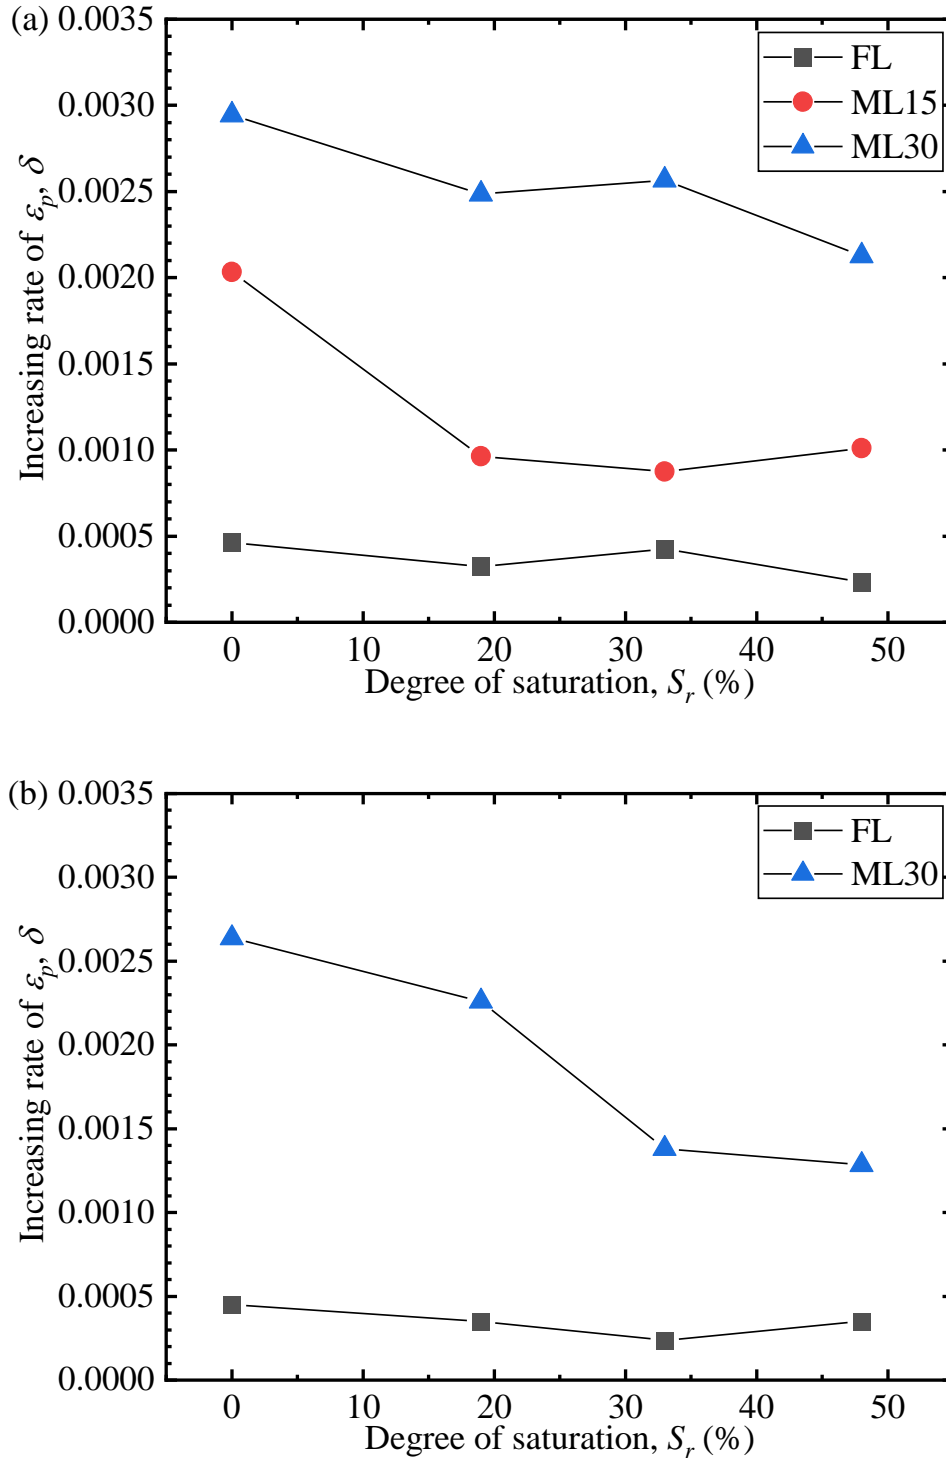 (a)
0.0035
0.0030
0.0025
0.0020
0.0015
0.0010
0.0005
0.0000
Increasing rate of εp, δ
FL
ML15
ML30
0 10 20 30 40 50
Degree of saturation, Sr (%)
(b)
0.0035
0.0030
0.0025
0.0020
0.0015
0.0010
0.0005
0.0000
Increasing rate of εp, δ
FL
ML30
0 10 20 30 40 50
Degree of saturation, Sr (%)